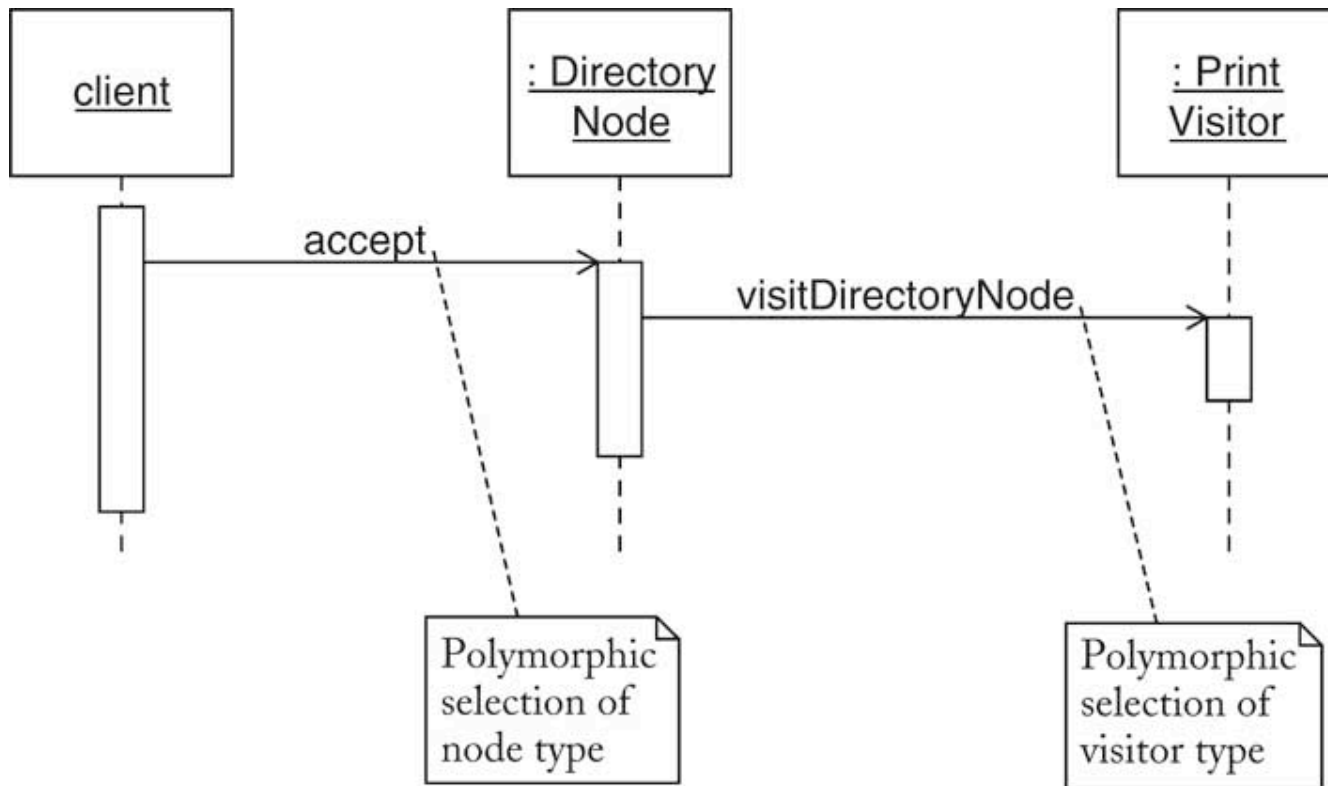 client
: Directory
Node
: Print
Visitor
accept
visitDirectoryNode
Polymorphic
selection of
node type
Polymorphic
selection of
visitor type